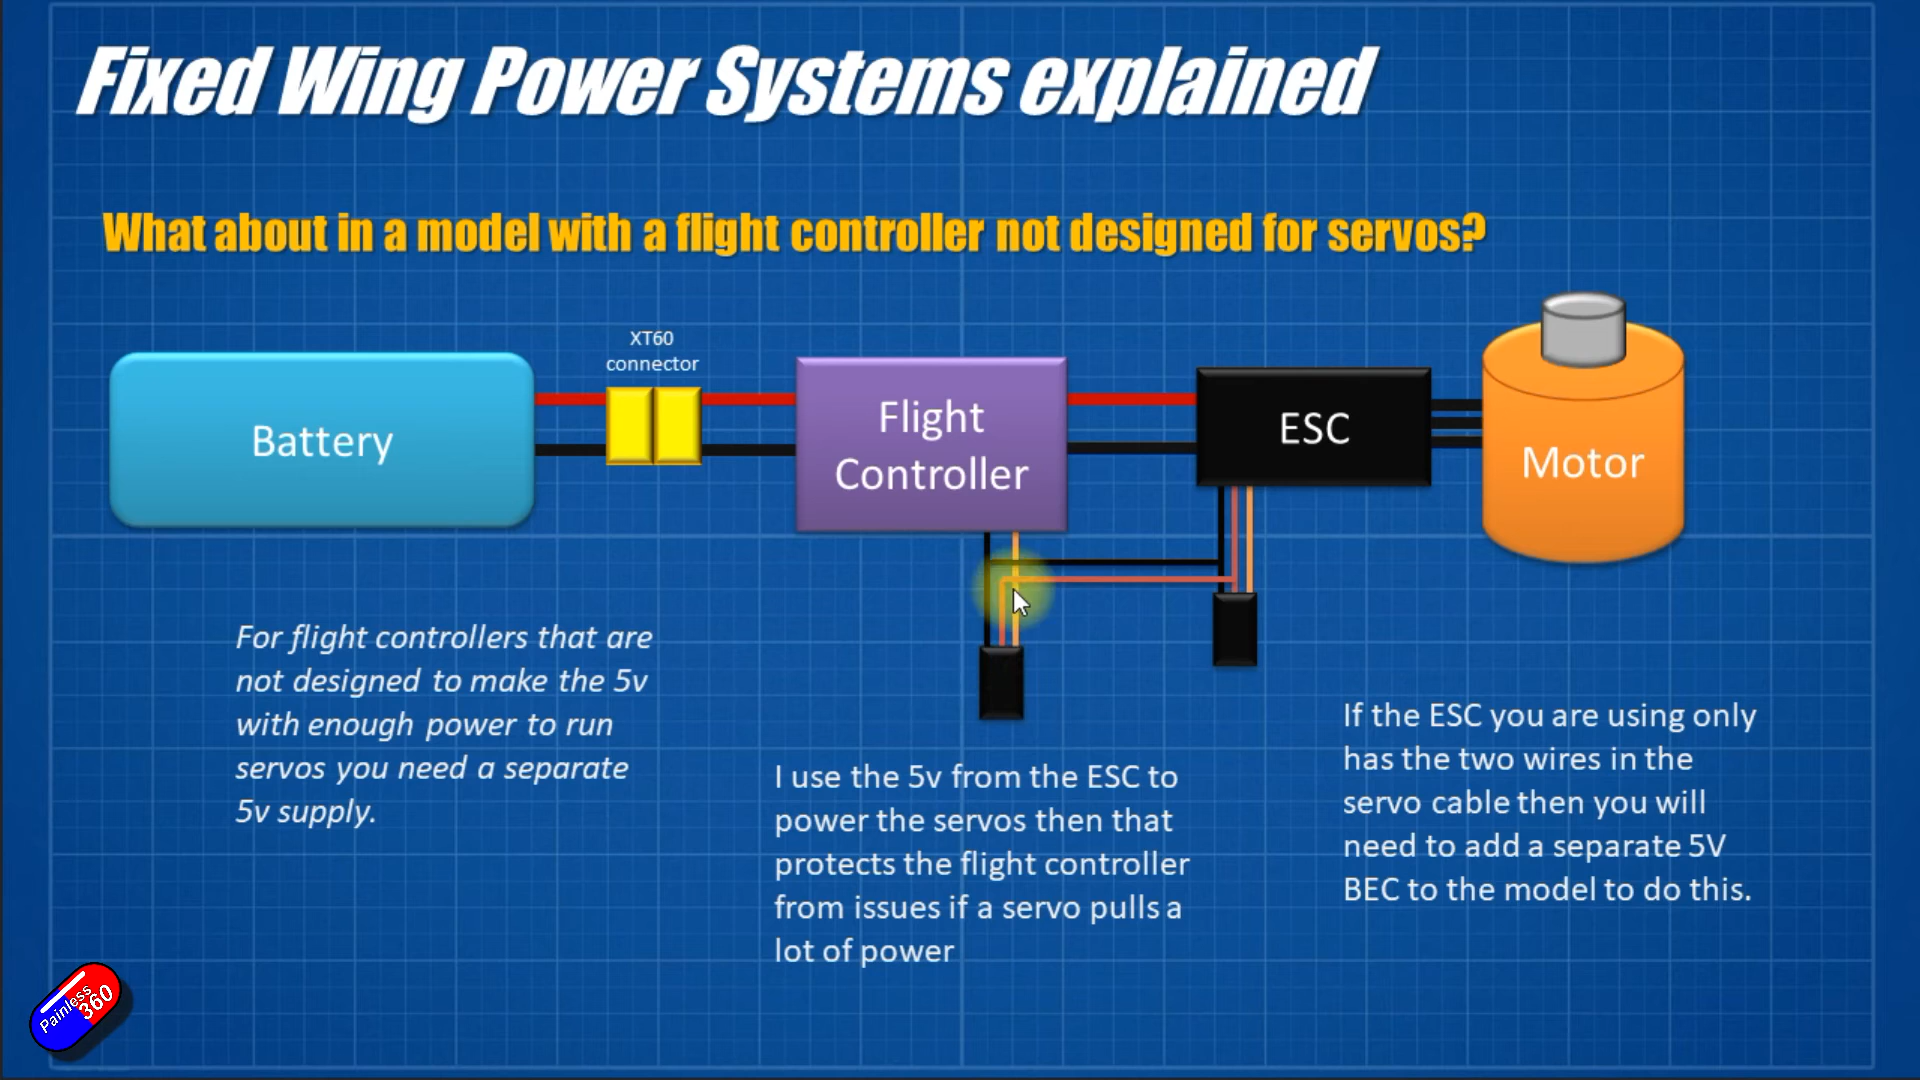 Fixed Wing Power Systems explained
What about in a model with a flight controller not designed for servos?
XT60
connector
Battery
Flight
Controller
ESC
Motor
For flight controllers that are
not designed to make the 5v
with enough power to run
servos you need a separate
5v supply.
I use the 5v from the ESC to
power the servos then that
protects the flight controller
from issues if a servo pulls a
lot of power
If the ESC you are using only
has the two wires in the
servo cable then you will
need to add a separate 5V
BEC to the model to do this.
Painless
360